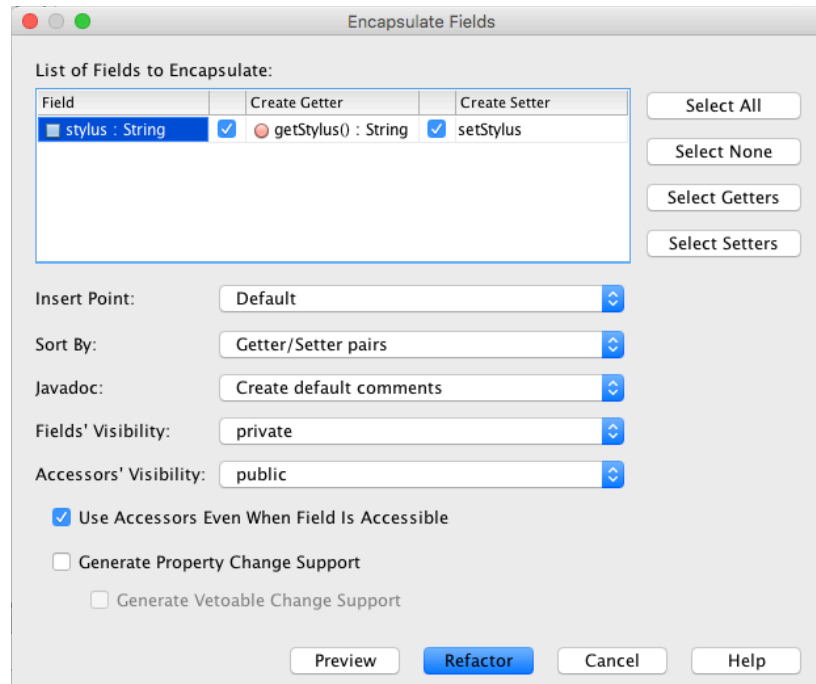 Encapsulate Fields
List of Fields to Encapsulate:
Field Create Getter Create Setter
stylus : String getStylus() : String setStylus
Select All
Select None
Select Getters
Select Setters
Insert Point: Default
Sort By: Getter/Setter pairs
Javadoc: Create default comments
Fields' Visibility: private
Accessors' Visibility: public
Use Accessors Even When Field Is Accessible
Generate Property Change Support
Generate Vetoable Change Support
Preview Refactor Cancel Help